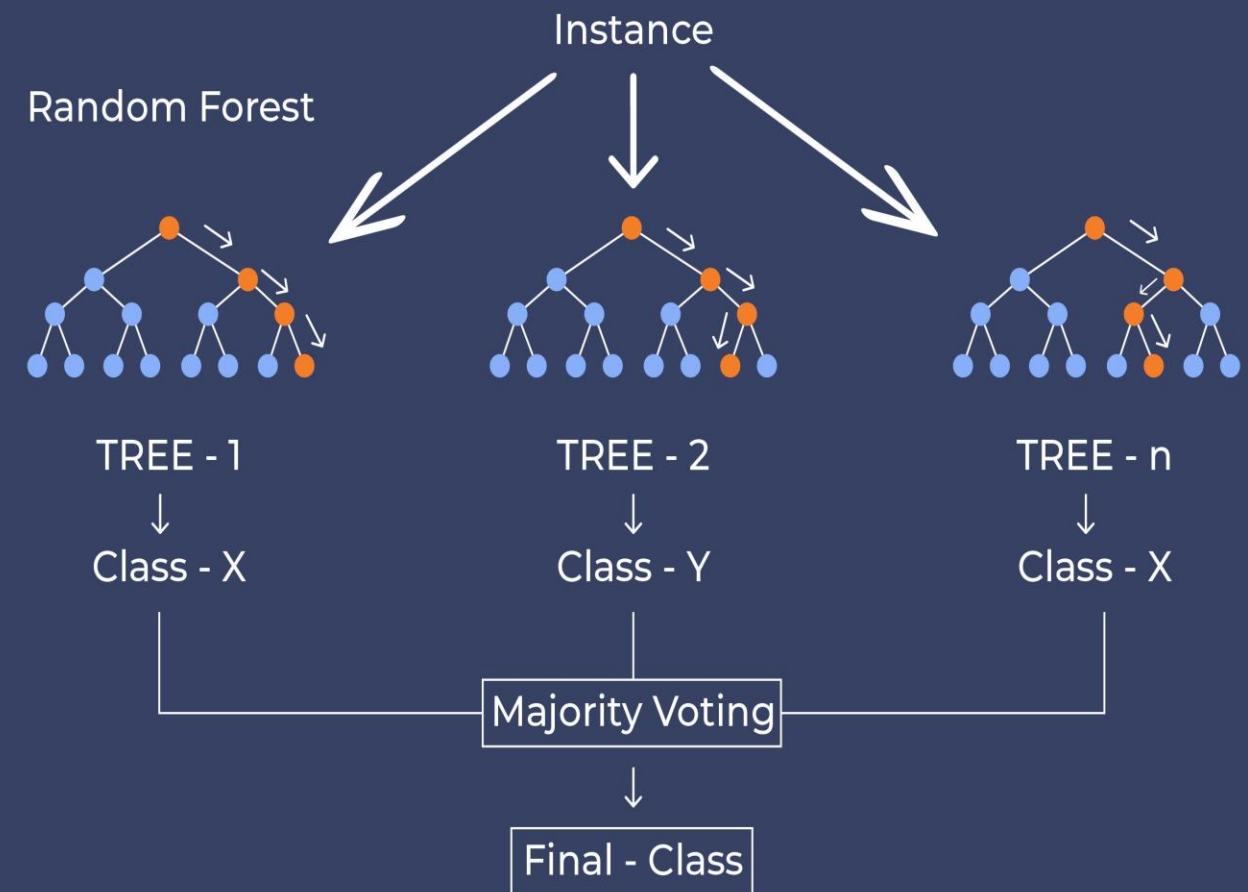 Instance
Random Forest
TREE - 1
TREE - 2
TREE - n
Class - X
Class - Y
Class - X
Majority Voting
Final - Class